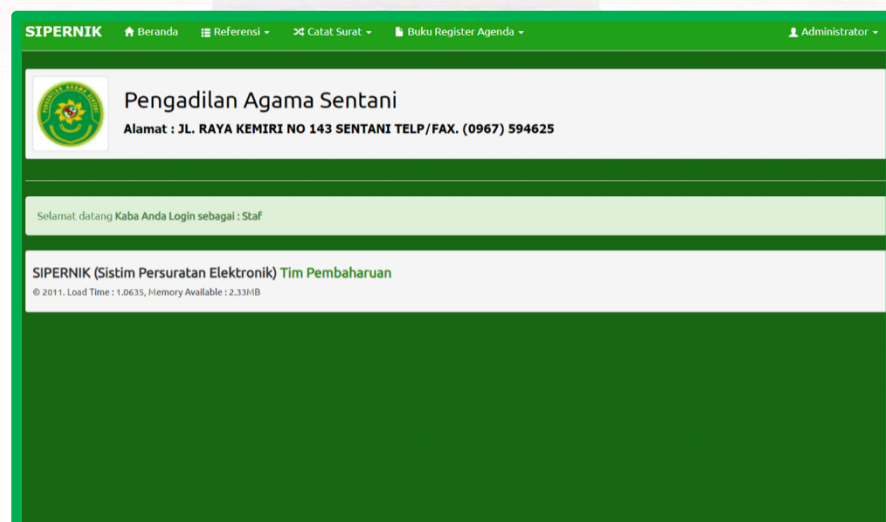 SIPERNIK Beranda Referensi Catat Surat Buku Register Agenda Administrator
Pengadilan Agama Sentani
Alamat : JL. RAYA KEMIRI NO 143 SENTANI TELP/FAX. (0967) 594625
Selamat datang Kaba Anda Login sebagai : Staf
SIPERNIK (Sistim Persuratan Elektronik) Tim Pembaharuan
© 2011. Load Time : 1.0635, Memory Available : 2.33MB